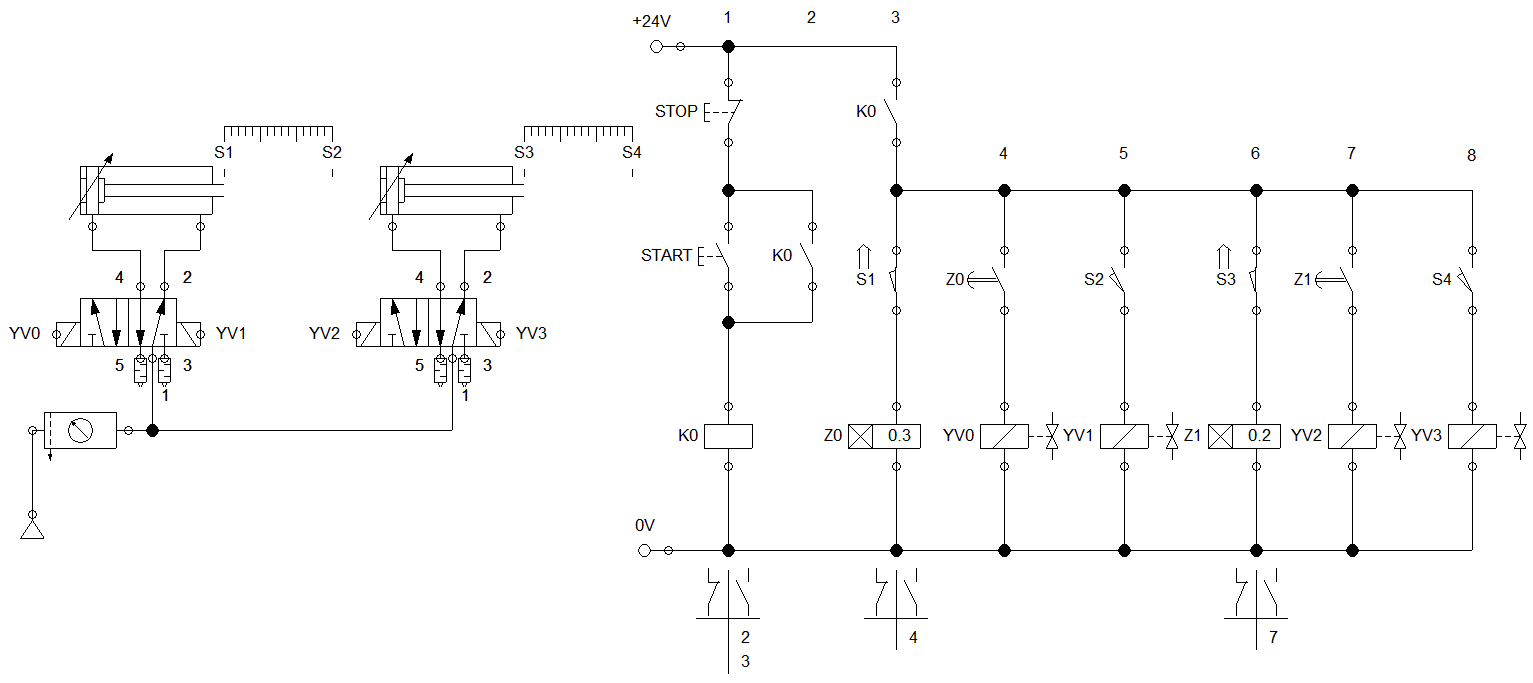 +24V 1 2 3
STOP K0
S1 S2 S3 S4
4 5 6 7 8
START K0 S1 Z0 S2 S3 Z1 S4
4 2 4 2
YV0 YV1 YV2 YV3
5 3 5 3
1 1
K0 Z0 0.3 YV0 YV1 Z1 0.2 YV2 YV3
0V
2 4 7
3